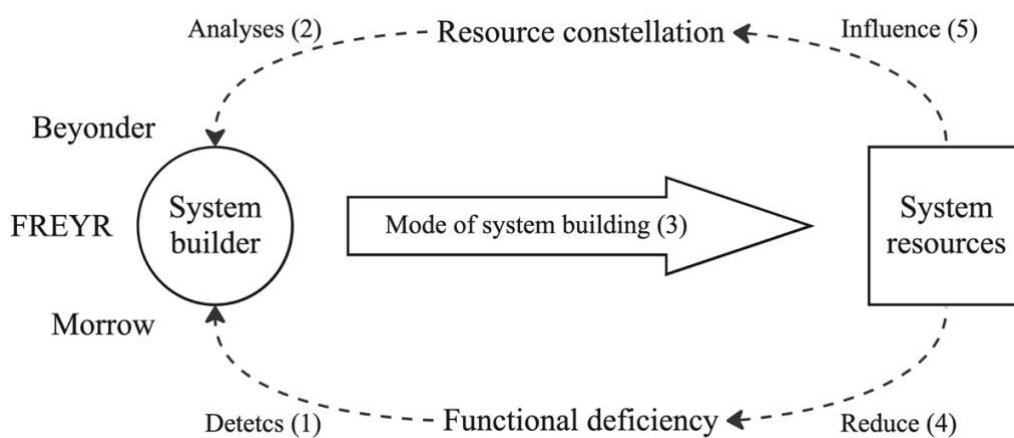 Analyses (2)
Resource constellation
Influence (5)
Beyonder
FREYR
Morrow
System
builder
Mode of system building (3)
System
resources
Detetcs (1)
Functional deficiency
Reduce (4)